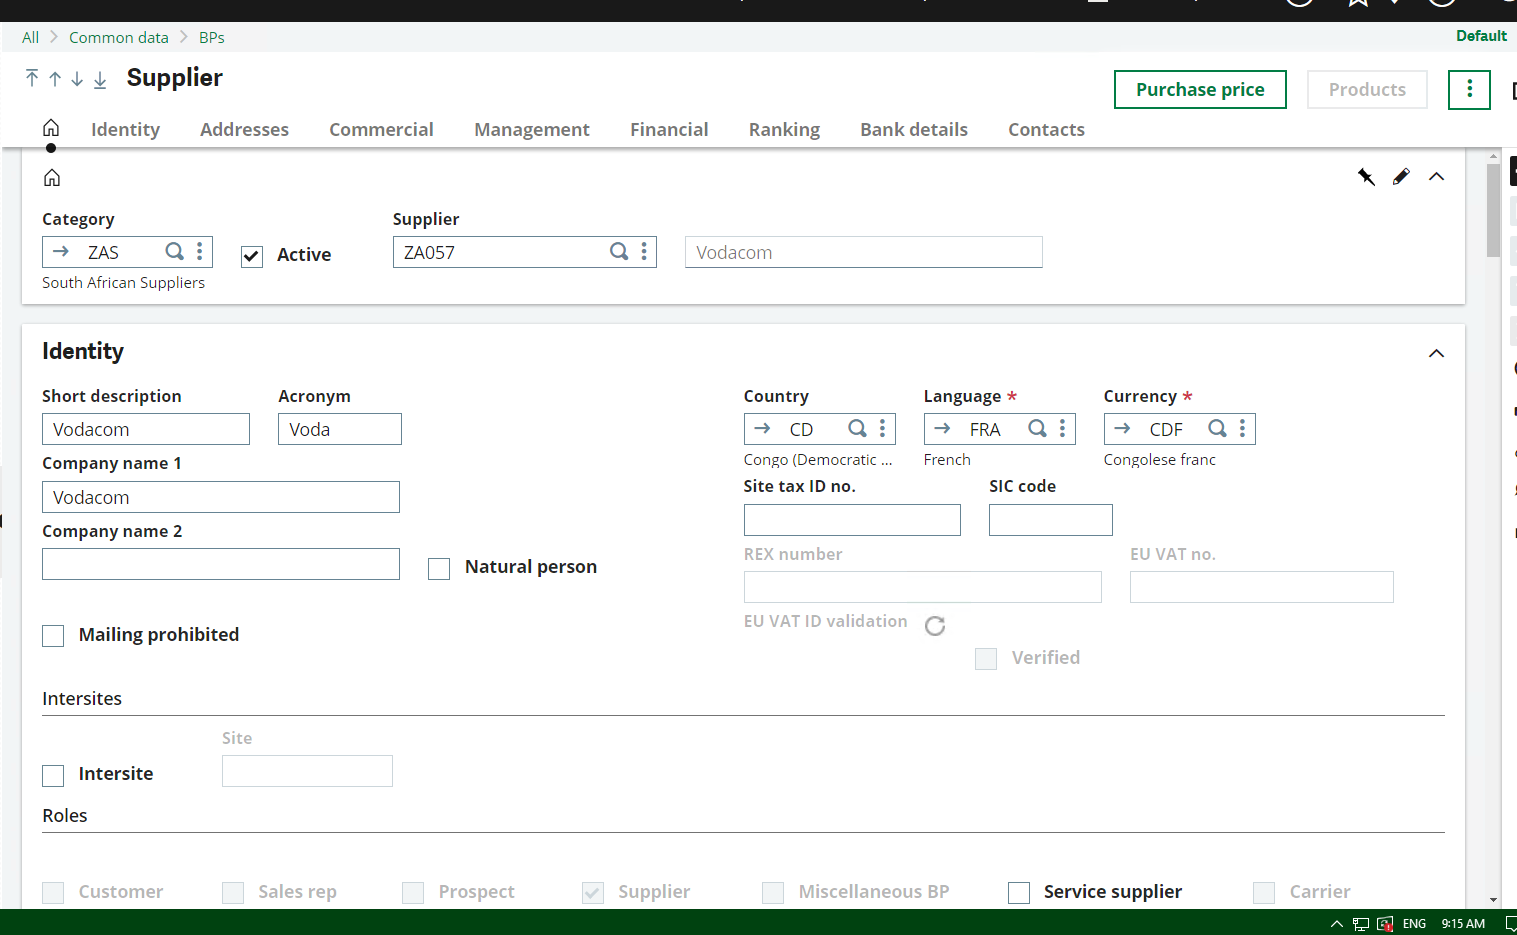 All > Common data > BPs
Default
Supplier
Purchase price
Products
Identity Addresses Commercial Management Financial Ranking Bank details Contacts
Category Supplier
ZAS Active ZA057 Vodacom
South African Suppliers
Identity
Short description Acronym Country Language * Currency *
Vodacom Voda CD FRA CDF
Company name 1 Congo (Democratic ... French Congolese franc
Vodacom Site tax ID no. SIC code
Company name 2
Natural person REX number EU VAT no.
Mailing prohibited EU VAT ID validation
Verified
Intersites
Site
Intersite
Roles
Customer Sales rep Prospect Supplier Miscellaneous BP Service supplier Carrier
ENG 9:15 AM